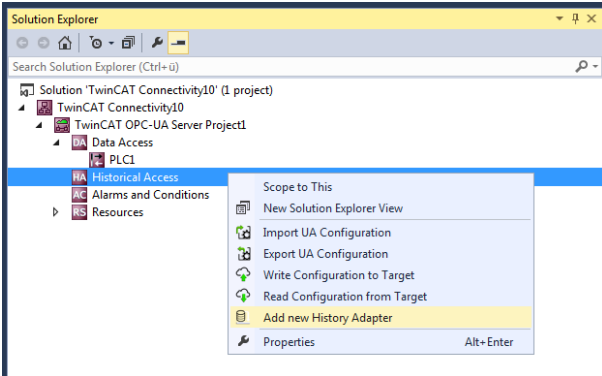 Solution Explorer
Search Solution Explorer (Ctrl+ü)
Solution 'TwinCAT Connectivity10' (1 project)
TwinCAT Connectivity10
TwinCAT OPC-UA Server Project1
DA Data Access
PLC1
HA Historical Access
AC Alarms and Conditions
RS Resources
Scope to This
New Solution Explorer View
Import UA Configuration
Export UA Configuration
Write Configuration to Target
Read Configuration from Target
Add new History Adapter
Properties Alt+Enter